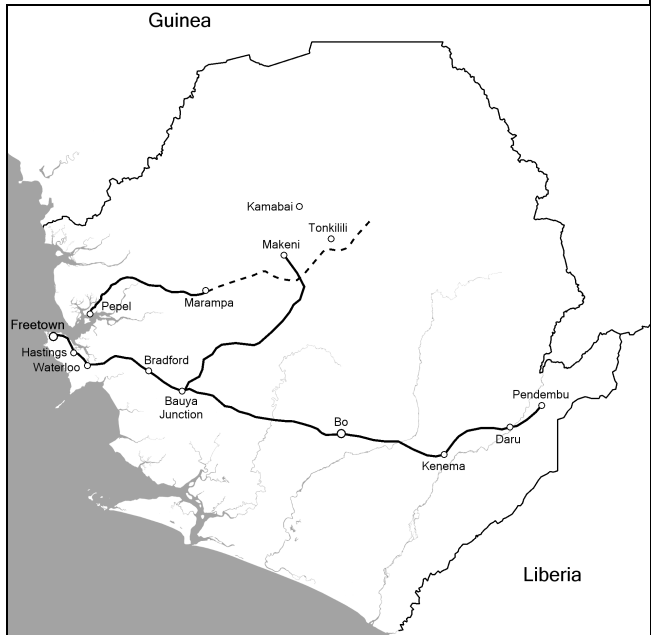 Guinea
Kamabai
Tonkilili
Makeni
Marampa
Pepel
Freetown
Hastings
Waterloo
Bradford
Bauya
Junction
Pendembu
Bo
Daru
Kenema
Liberia